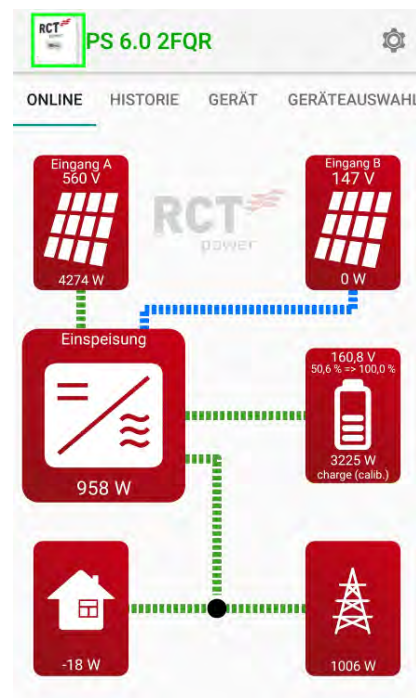 RCT
PS 6.0 2FQR
ONLINE
HISTORIE
GERÄT
GERÄTEAUSWAHL
Eingang A
560 V
4274 W
Eingang B
147 V
0 W
RCT
power
Einspeisung
958 W
160,8 V
50,6 % => 100,0 %
3225 W
charge (calib.)
-18 W
1006 W